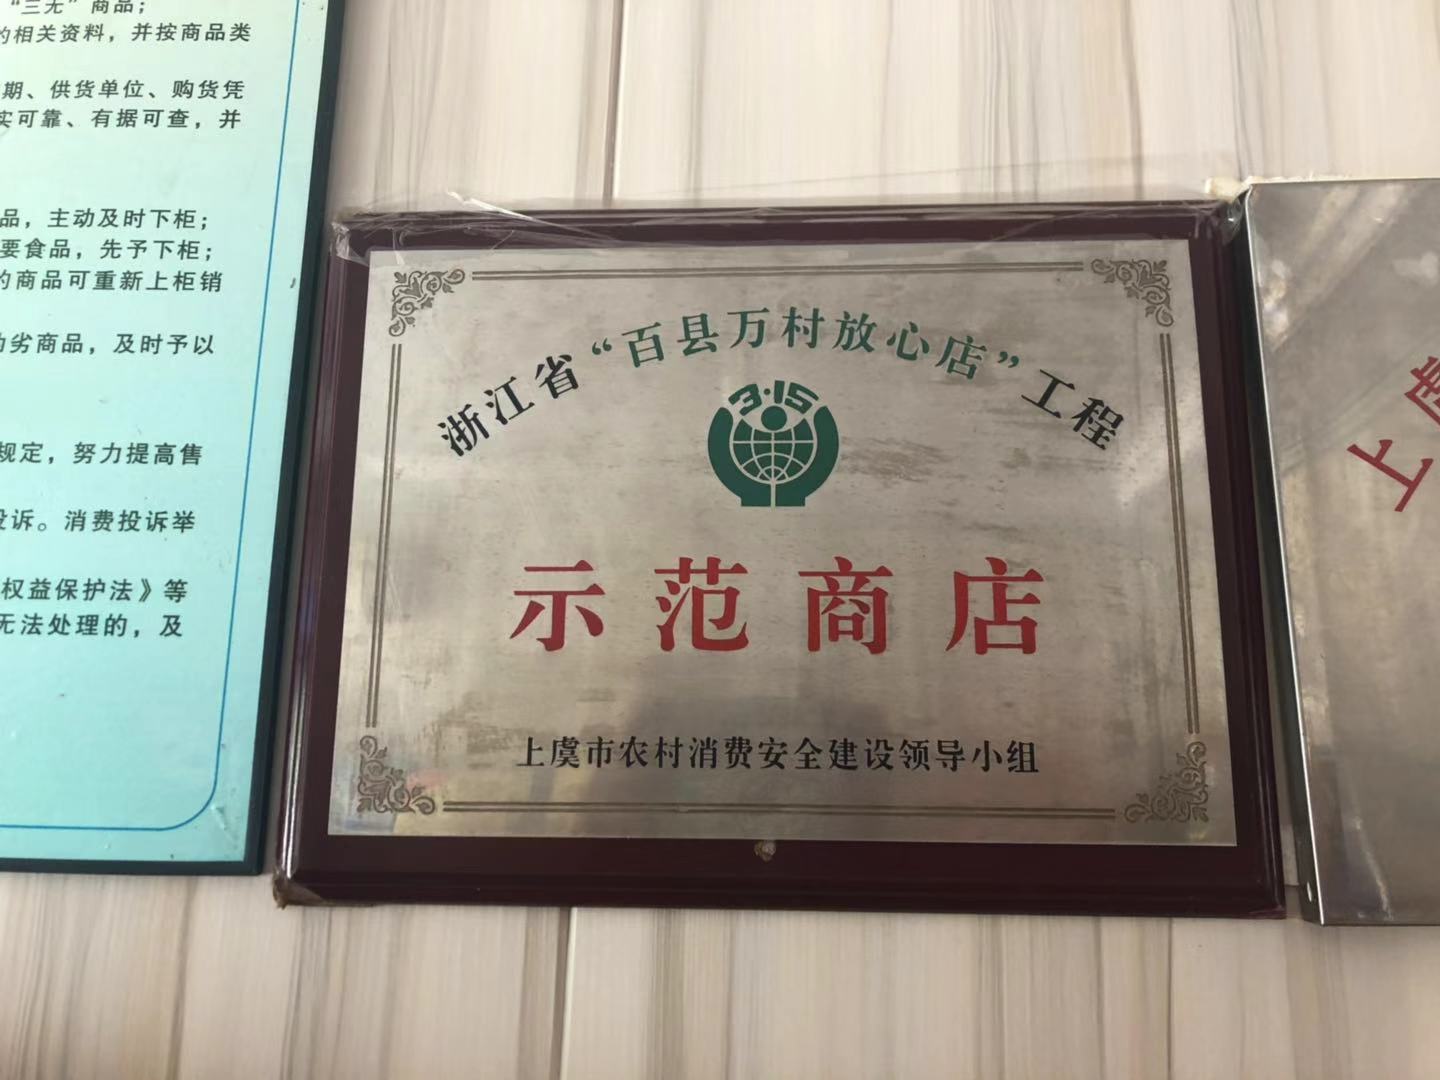 “三无”商品；
的相关资料，并按商品类
期、供货单位、购货凭
实可靠、有据可查，并
品，主动及时下柜；
要食品，先予下柜；
的商品可重新上柜销
劣商品，及时予以
规定，努力提高售
投诉。消费投诉举
权益保护法》等
无法处理的，及
浙江省“百县万村放心店”工程
3·15
示范商店
上虞市农村消费安全建设领导小组
上虞